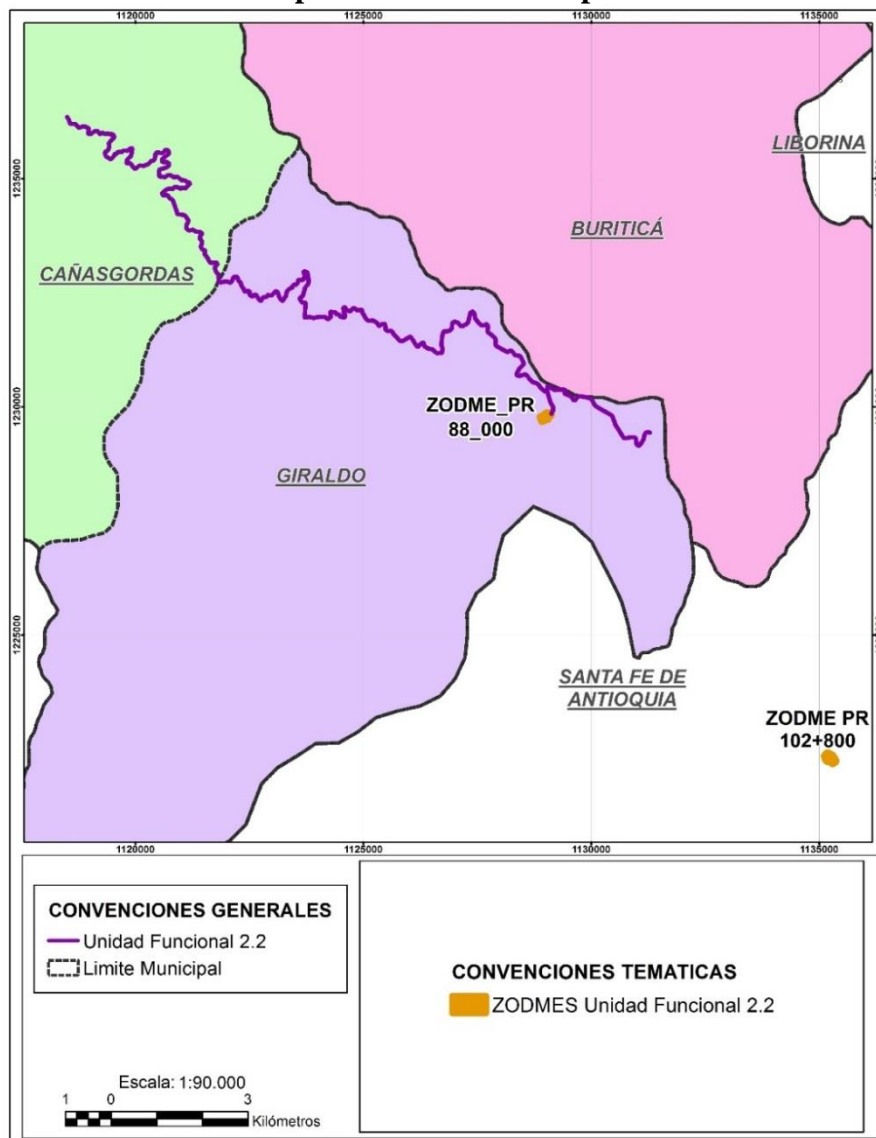 1120000 1125000 1130000 1135000
1235000
LIBORINA
BURITICÁ
CAÑASGORDAS
1230000
ZODME_PR
88_000
GIRALDO
1225000
SANTA FE DE
ANTIOQUIA
ZODME PR
102+800
1120000 1125000 1130000 1135000
CONVENCIONES GENERALES
Unidad Funcional 2.2
Limite Municipal
CONVENCIONES TEMATICAS
ZODMES Unidad Funcional 2.2
Escala: 1:90.000
1 0 3
Kilómetros